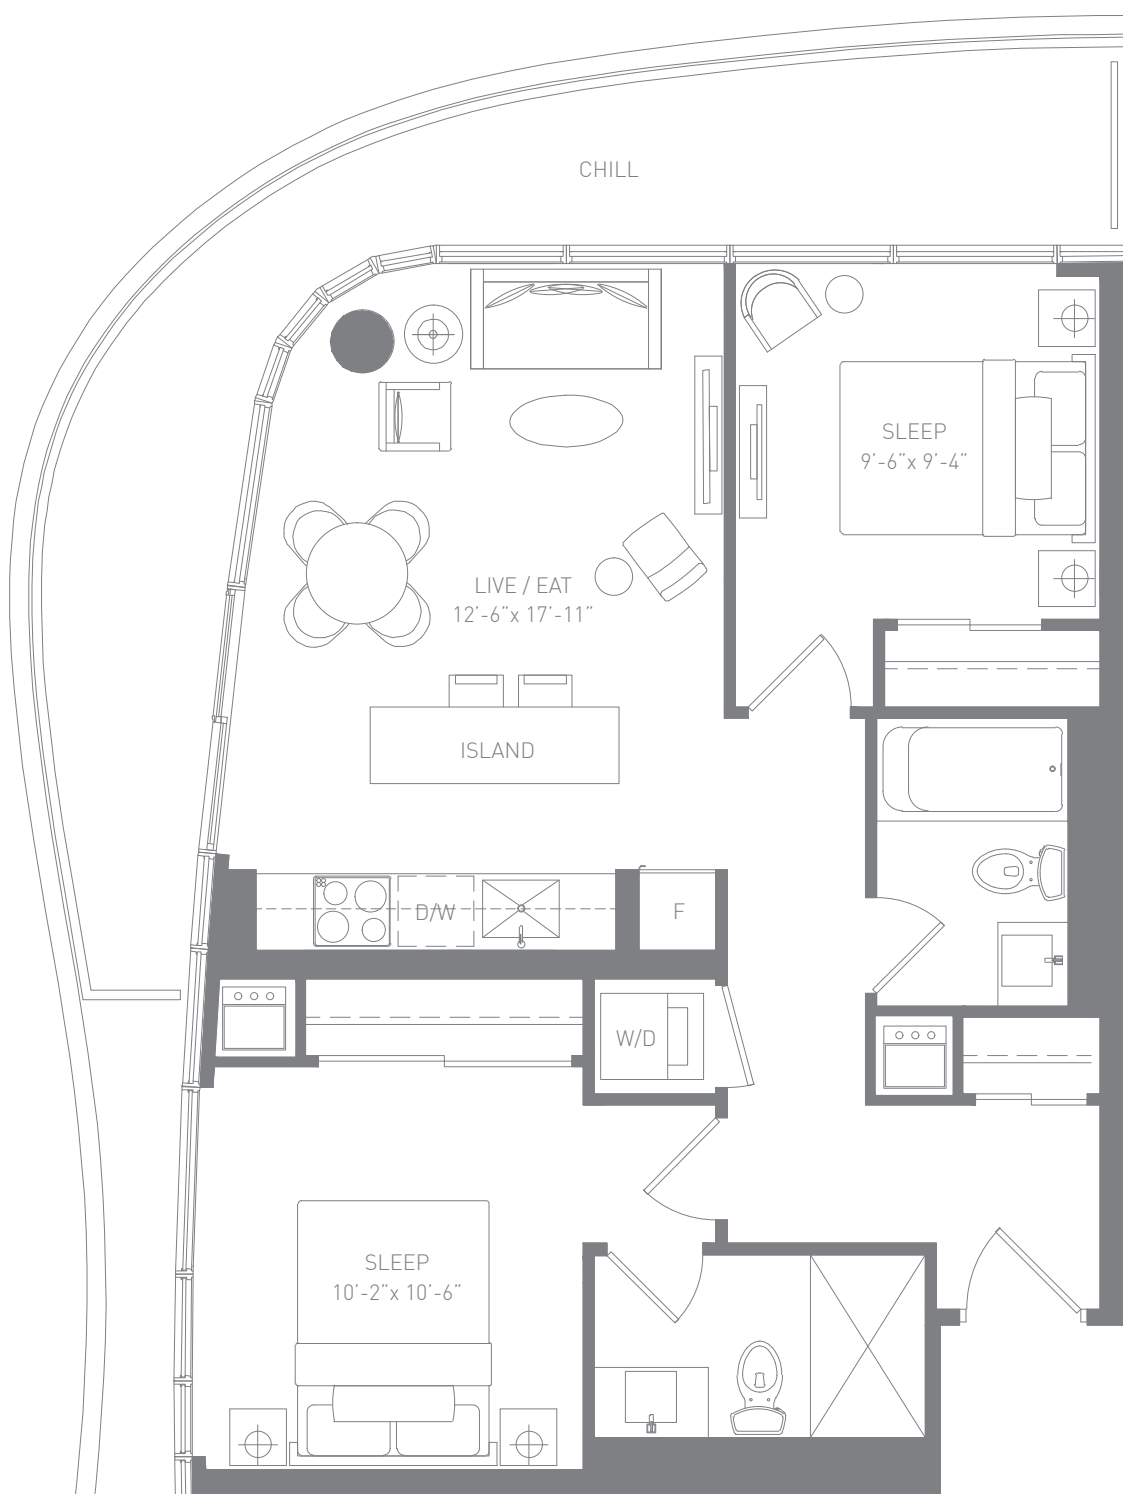 CHILL
SLEEP
9'-6"x 9'-4"
LIVE / EAT
12'-6"x 17'-11"
ISLAND
D/W
F
W/D
SLEEP
10'-2"x 10'-6"